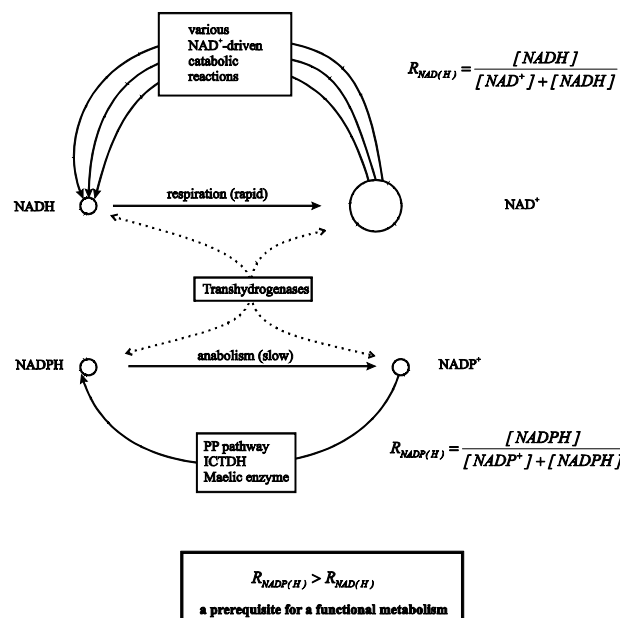 various
NAD⁺-driven
catabolic
reactions
R_NAD(H) = [NADH] / [NAD⁺]+[NADH]
respiration (rapid)
NADH
NAD⁺
Transhydrogenases
anabolism (slow)
NADPH
NADP⁺
PP pathway
ICTDH
Maelic enzyme
R_NADP(H) = [NADPH] / [NADP⁺]+[NADPH]
R_NADP(H) > R_NAD(H)
a prerequisite for a functional metabolism